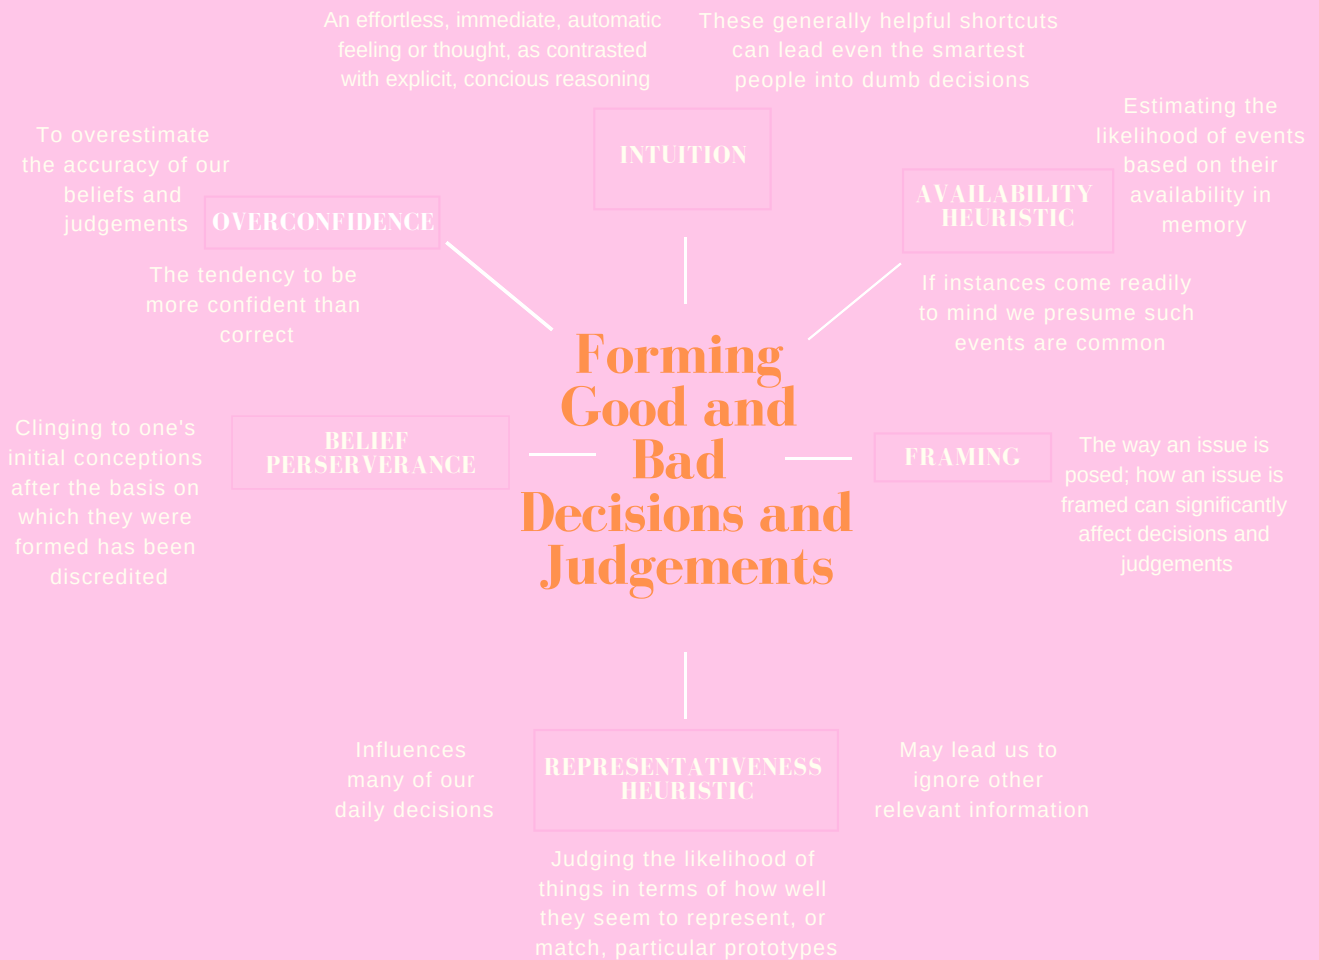 An effortless, immediate, automatic
feeling or thought, as contrasted
with explicit, concious reasoning
These generally helpful shortcuts
can lead even the smartest
people into dumb decisions
INTUITION
Estimating the
likelihood of events
based on their
availability in
memory
AVAILABILITY
HEURISTIC
If instances come readily
to mind we presume such
events are common
To overestimate
the accuracy of our
beliefs and
judgements
OVERCONFIDENCE
The tendency to be
more confident than
correct
Forming
Good and
Bad
Decisions and
Judgements
Clinging to one's
initial conceptions
after the basis on
which they were
formed has been
discredited
BELIEF
PERSERVERANCE
FRAMING
The way an issue is
posed; how an issue is
framed can significantly
affect decisions and
judgements
Influences
many of our
daily decisions
REPRESENTATIVENESS
HEURISTIC
May lead us to
ignore other
relevant information
Judging the likelihood of
things in terms of how well
they seem to represent, or
match, particular prototypes